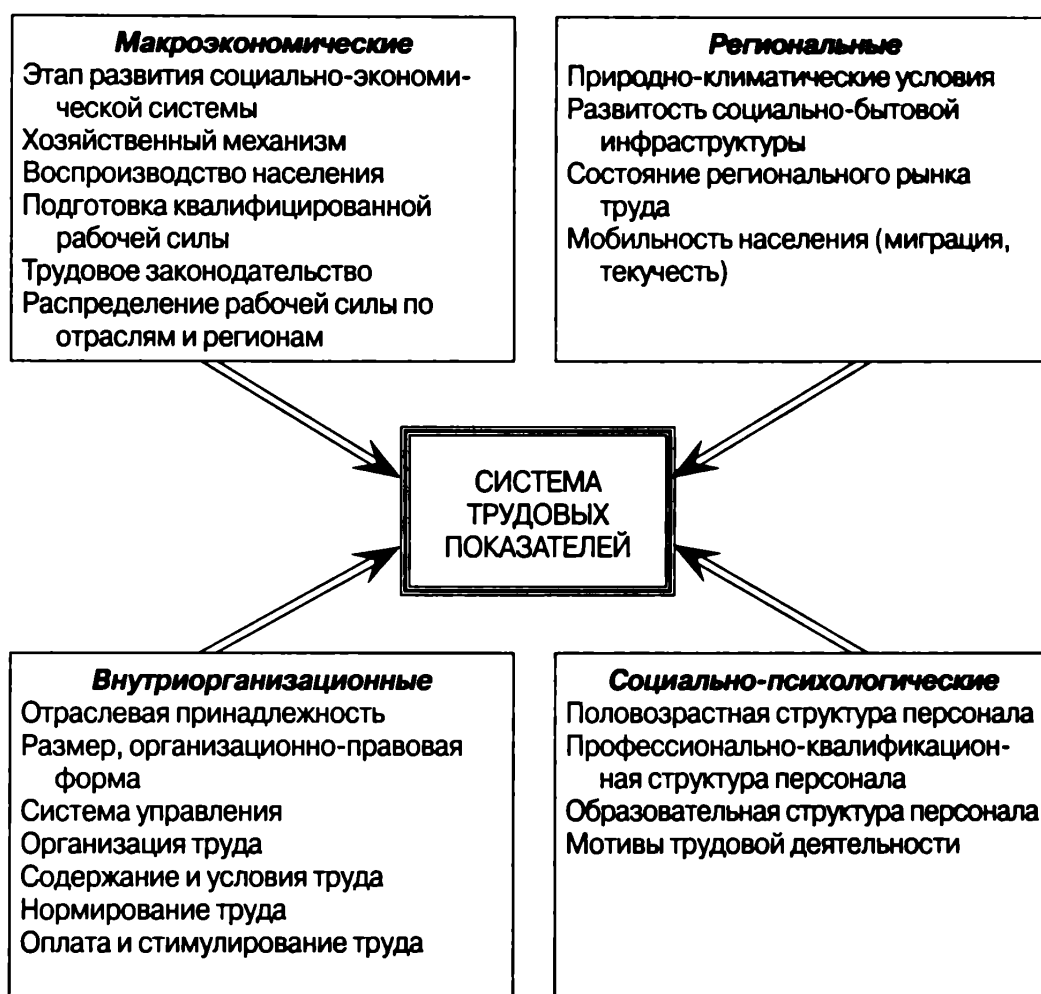 Макроэкономические
Этап развития социально-экономи-
ческой системы
Хозяйственный механизм
Воспроизводство населения
Подготовка квалифицированной
рабочей силы
Трудовое законодательство
Распределение рабочей силы по
отраслям и регионам
Региональные
Природно-климатические условия
Развитость социально-бытовой
инфраструктуры
Состояние регионального рынка
труда
Мобильность населения (миграция,
текучесть)
СИСТЕМА
ТРУДОВЫХ
ПОКАЗАТЕЛЕЙ
Внутриорганизационные
Отраслевая принадлежность
Размер, организационно-правовая
форма
Система управления
Организация труда
Содержание и условия труда
Нормирование труда
Оплата и стимулирование труда
Социально-психологические
Половозрастная структура персонала
Профессионально-квалификацион-
ная структура персонала
Образовательная структура персонала
Мотивы трудовой деятельности